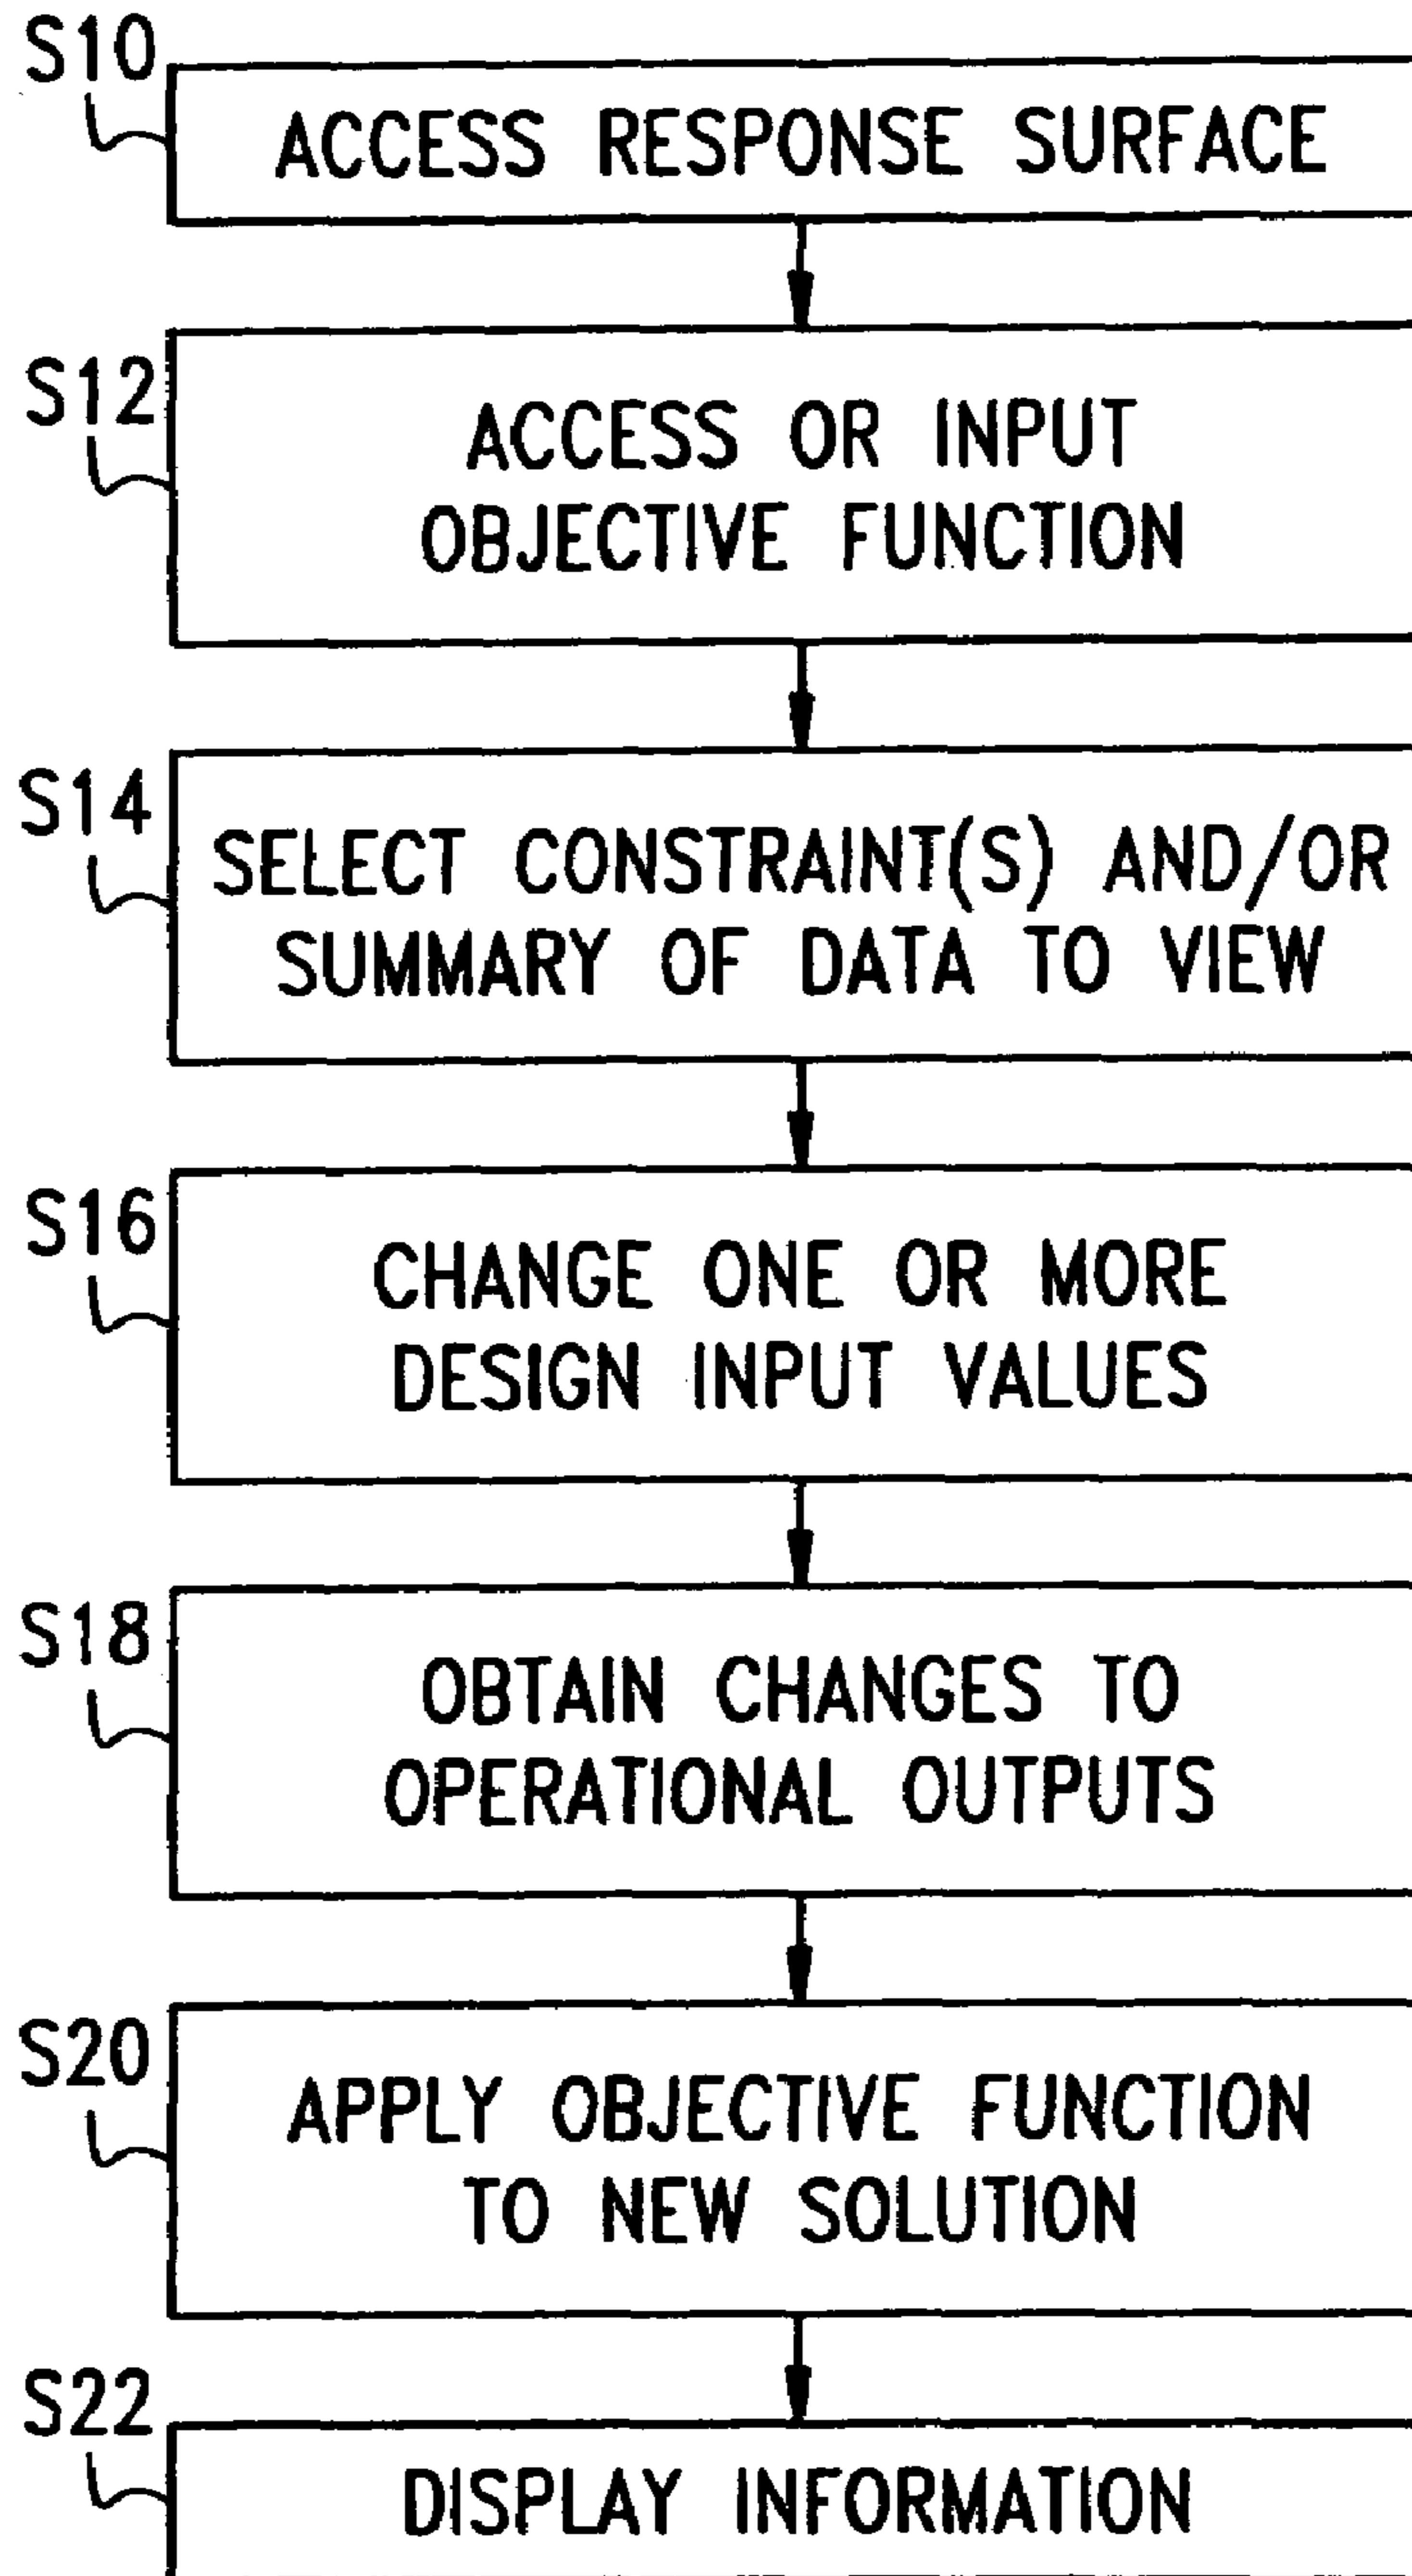 S10
ACCESS RESPONSE SURFACE
S12
ACCESS OR INPUT
OBJECTIVE FUNCTION
S14
SELECT CONSTRAINT(S) AND/OR
SUMMARY OF DATA TO VIEW
S16
CHANGE ONE OR MORE
DESIGN INPUT VALUES
S18
OBTAIN CHANGES TO
OPERATIONAL OUTPUTS
S20
APPLY OBJECTIVE FUNCTION
TO NEW SOLUTION
S22
DISPLAY INFORMATION